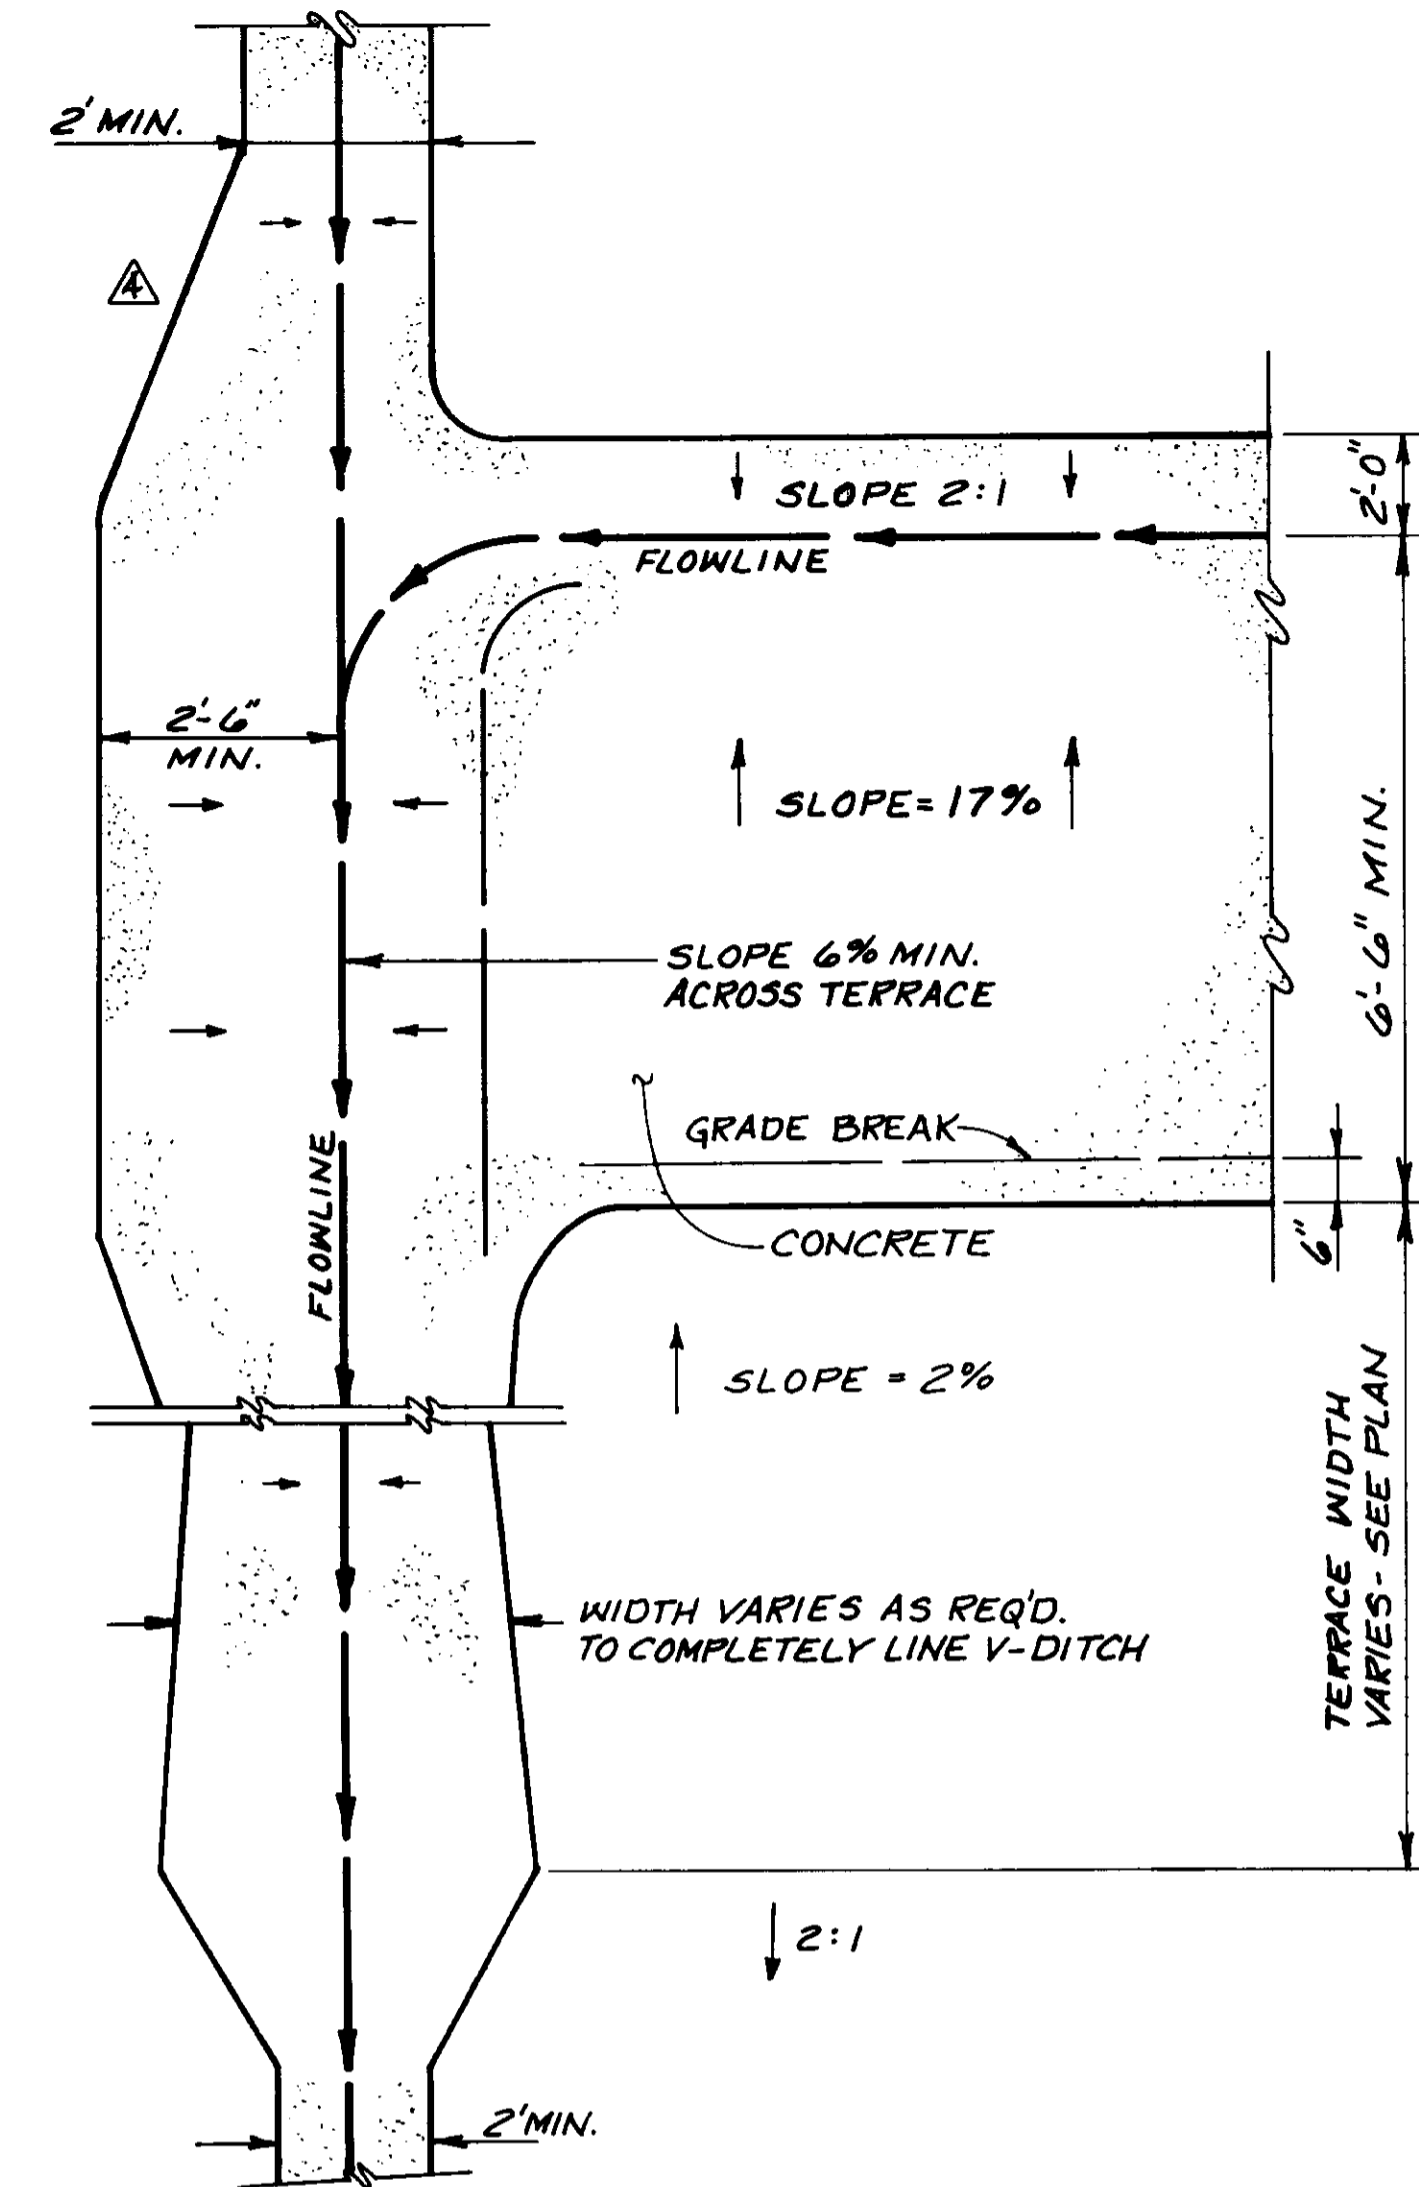 2' MIN.
4
SLOPE 2:1
2'-0"
FLOWLINE
2'-6"
MIN.
SLOPE = 17%
6'-6" MIN.
SLOPE 6% MIN.
ACROSS TERRACE
GRADE BREAK
FLOWLINE
CONCRETE
6"
SLOPE = 2%
TERRACE WIDTH
VARIES - SEE PLAN
WIDTH VARIES AS REQ'D.
TO COMPLETELY LINE V-DITCH
2:1
2' MIN.